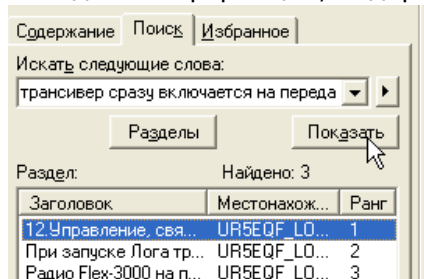 Содержание Поиск Избранное
Искать следующие слова:
трансивер сразу включается на переда
Разделы Показать
Раздел: Найдено: 3
Заголовок Местонахож... Ранг
12.Управление, свя... UR5EQF_LO... 1
При запуске Лога тр... UR5EQF_LO... 2
Радио Flex-3000 на п... UR5EQF_LO... 3